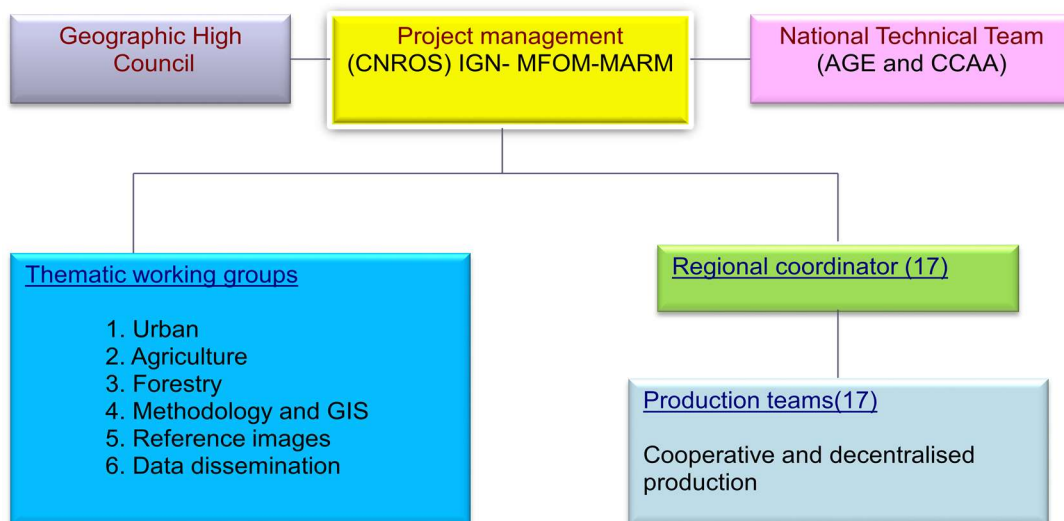 Geographic High
Council
Project management
(CNROS) IGN- MFOM-MARM
National Technical Team
(AGE and CCAA)
Thematic working groups
1. Urban
2. Agriculture
3. Forestry
4. Methodology and GIS
5. Reference images
6. Data dissemination
Regional coordinator (17)
Production teams(17)
Cooperative and decentralised
production